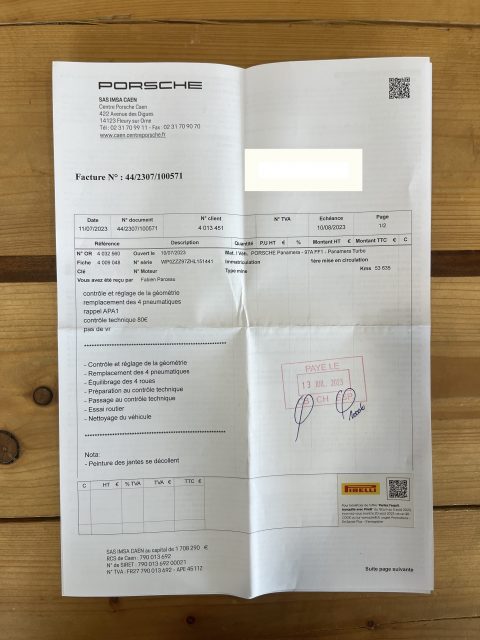 PORSCHE
SAS IMSA CAEN
Centre Porsche Caen
422 Avenue des Digues
14123 Fleury sur Orne
Tél : 02 31 70 99 11 - Fax : 02 31 70 90 70
www.caen.centreporsche.fr
Facture N° : 44/2307/100571
Date N° document N° client N° TVA Echéance Page
11/07/2023 44/2307/100571 4 013 451 10/08/2023 1/2
Référence Description Quantité P.U HT € % Montant HT € Montant TTC € C
N° OR 4 032 560 Ouvert le 10/07/2023 Mat. / Ven. PORSCHE Panamera - 97A PF1 - Panamera Turbo
Fiche 4 009 048 N° série WP0ZZZ97ZHL151441 Immatriculation 1ère mise en circulation
Clé N° Moteur Type mine Kms 53 635
Vous avez été reçu par Fabien Parceau
contrôle et réglage de la géométrie
remplacement des 4 pneumatiques
rappel APA1
contrôle technique 80€
pas de vr
- Contrôle et réglage de la géométrie
- Remplacement des 4 pneumatiques
- Équilibrage des 4 roues
- Préparation au contrôle technique
- Passage au contrôle technique
- Essai routier
- Nettoyage du véhicule
PAYE LE
13 JUIL. 2023
CH CB
Nota:
- Peinture des jantes se décollent
C HT € % TVA TVA € HT €
PIRELLI
SAS IMSA CAEN au capital de 1 708 290 €
RCS de Caen : 790 013 692
N° de SIRET : 790 013 692 00021
N° TVA : FR27 790 013 692 - APE 4511Z
Suite page suivante